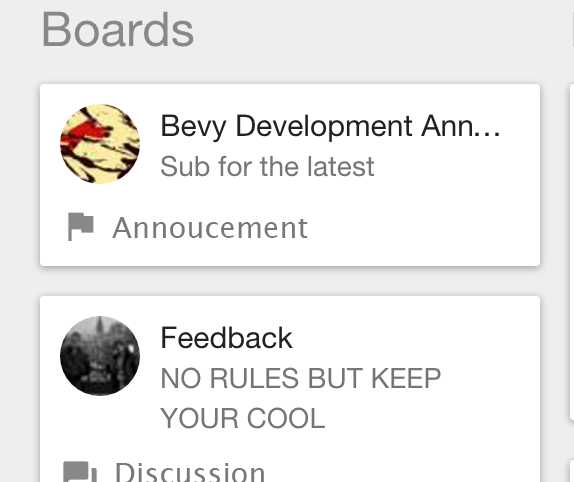 Boards
Bevy Development Ann...
Sub for the latest
Annoucement
Feedback
NO RULES BUT KEEP
YOUR COOL
Discussion